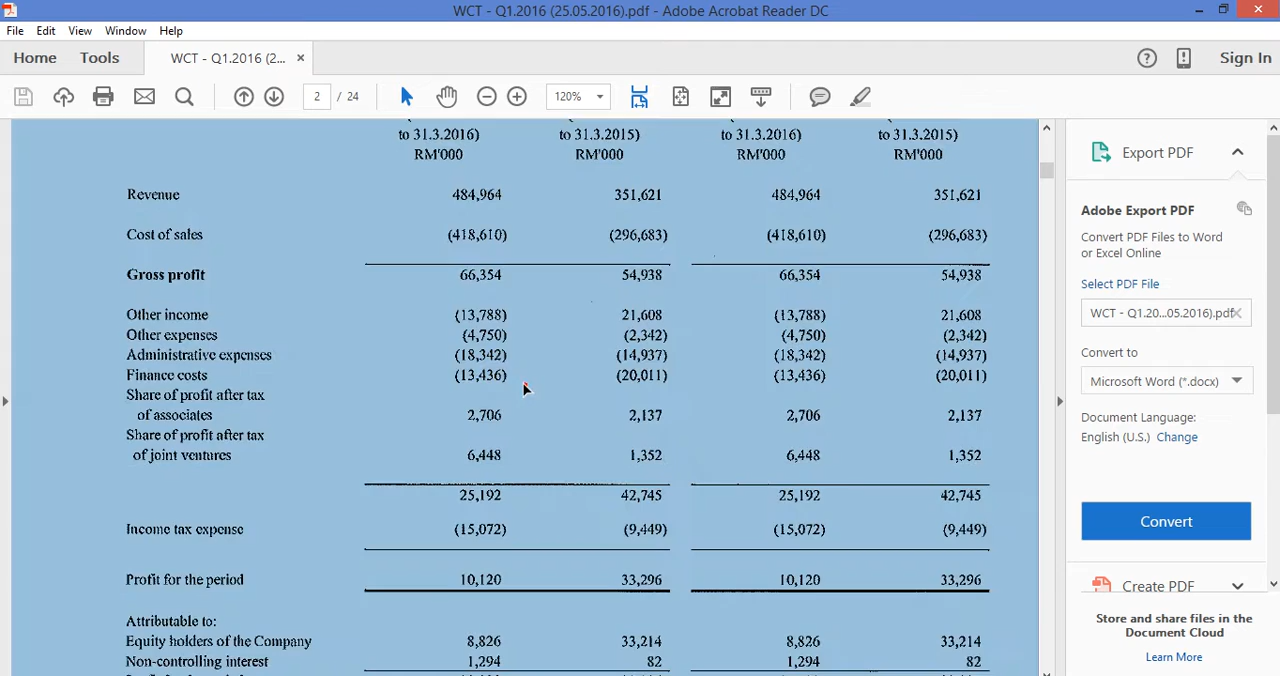 WCT - Q1.2016 (25.05.2016).pdf - Adobe Acrobat Reader DC
File Edit View Window Help
Home Tools WCT - Q1.2016 (2... × Sign In
2 / 24 120%
to 31.3.2016) to 31.3.2015) to 31.3.2016) to 31.3.2015)
RM'000 RM'000 RM'000 RM'000
Revenue 484,964 351,621 484,964 351,621
Cost of sales (418,610) (296,683) (418,610) (296,683)
Gross profit 66,354 54,938 66,354 54,938
Other income (13,788) 21,608 (13,788) 21,608
Other expenses (4,750) (2,342) (4,750) (2,342)
Administrative expenses (18,342) (14,937) (18,342) (14,937)
Finance costs (13,436) (20,011) (13,436) (20,011)
Share of profit after tax
of associates 2,706 2,137 2,706 2,137
Share of profit after tax
of joint ventures 6,448 1,352 6,448 1,352
25,192 42,745 25,192 42,745
Income tax expense (15,072) (9,449) (15,072) (9,449)
Profit for the period 10,120 33,296 10,120 33,296
Attributable to:
Equity holders of the Company 8,826 33,214 8,826 33,214
Non-controlling interest 1,294 82 1,294 82
Export PDF
Adobe Export PDF
Convert PDF Files to Word
or Excel Online
Select PDF File
WCT - Q1.20...05.2016).pdf
Convert to
Microsoft Word (*.docx)
Document Language:
English (U.S.) Change
Convert
Create PDF
Store and share files in the
Document Cloud
Learn More